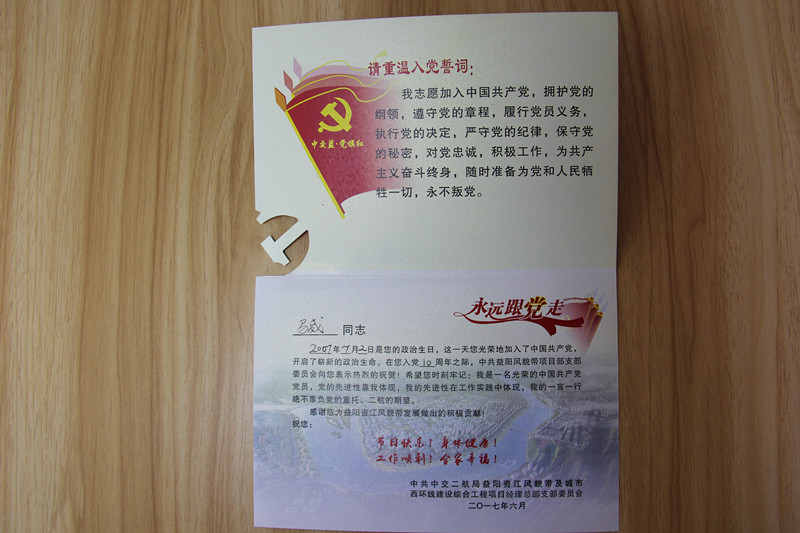 请重温入党誓词：
我志愿加入中国共产党，拥护党的
纲领，遵守党的章程，履行党员义务，
执行党的决定，严守党的纪律，保守党
的秘密，对党忠诚，积极工作，为共产
主义奋斗终身，随时准备为党和人民牺
牲一切，永不叛党。
中交蓝·党旗红
永远跟党走
同志
2007年7月2日是您的政治生日，这一天您光荣地加入了中国共产党，
开启了崭新的政治生命。在您入党10周年之际，中共益阳风貌带项目部支部
委员会向您表示热烈的祝贺！希望您时刻牢记：我是一名光荣的中国共产党
党员，党的先进性靠我体现，我的先进性在工作实践中体现，我的一言一行
绝不辜负党的重托、二航的期望。
感谢您为益阳资江风貌带发展做出的积极贡献！
祝您：
节日快乐！身体健康！
工作顺利！合家幸福！
中共中交二航局益阳资江风貌带及城市
西环线建设综合工程项目经理总部支部委员会
二〇一七年六月